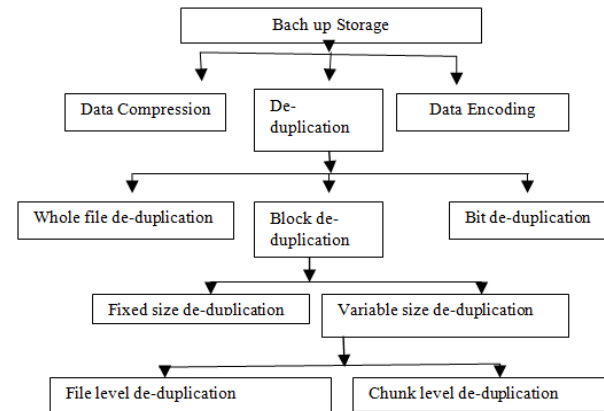 Bach up Storage
Data Compression
De-
duplication
Data Encoding
Whole file de-duplication
Block de-
duplication
Bit de-duplication
Fixed size de-duplication
Variable size de-duplication
File level de-duplication
Chunk level de-duplication